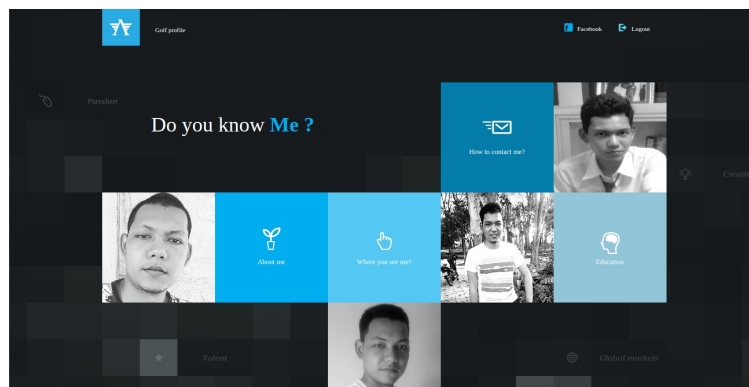 Golf profile
Facebook
Logout
Passion
Do you know Me ?
How to contact me?
Creativ
About me
Where you see me?
Education
Talent
Global markets